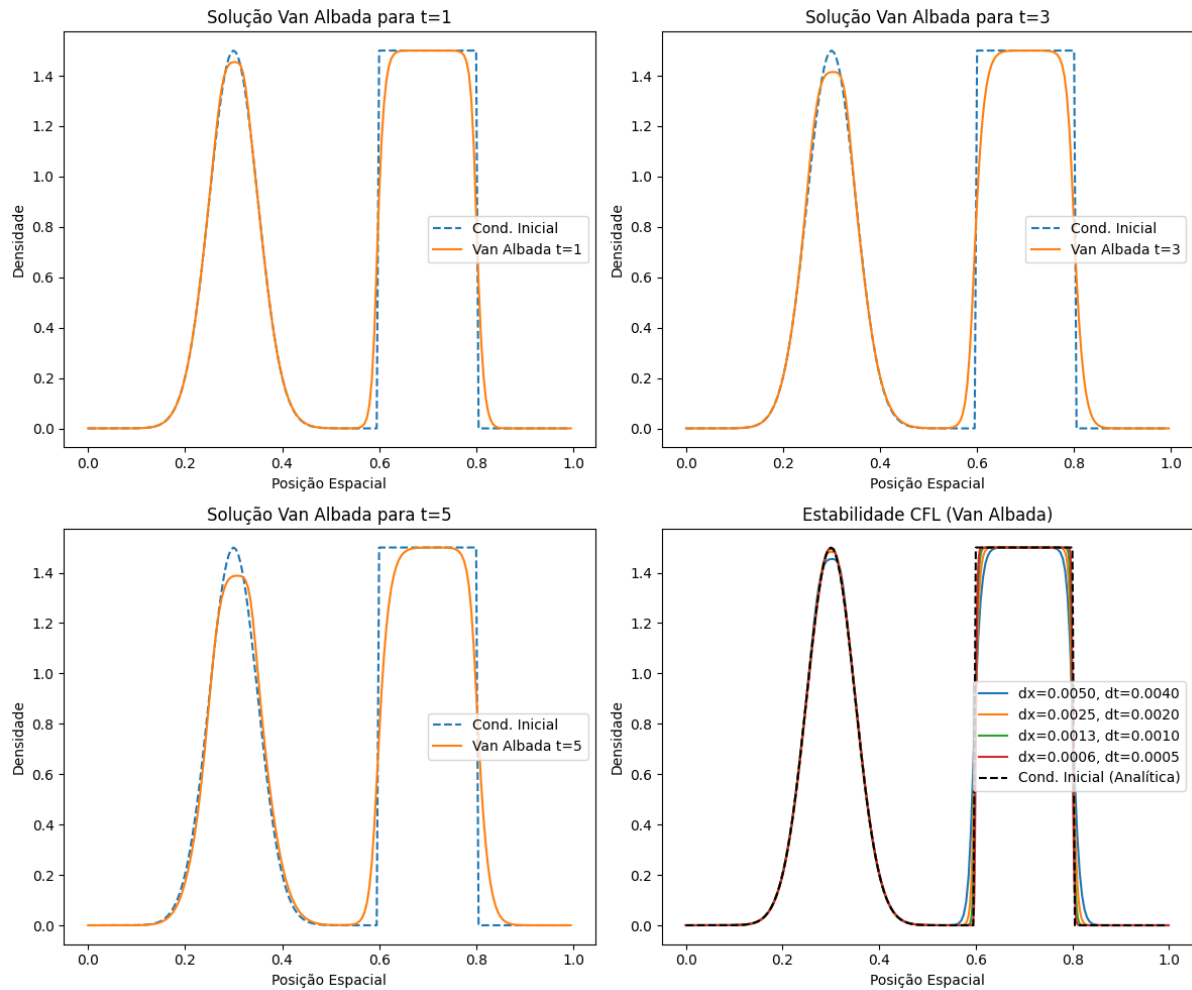 Solução Van Albada para t=1
Densidade
1.4
1.2
1.0
0.8
0.6
0.4
0.2
0.0
Cond. Inicial
Van Albada t=1
0.0 0.2 0.4 0.6 0.8 1.0
Posição Espacial
Solução Van Albada para t=3
Densidade
1.4
1.2
1.0
0.8
0.6
0.4
0.2
0.0
Cond. Inicial
Van Albada t=3
0.0 0.2 0.4 0.6 0.8 1.0
Posição Espacial
Solução Van Albada para t=5
Densidade
1.4
1.2
1.0
0.8
0.6
0.4
0.2
0.0
Cond. Inicial
Van Albada t=5
0.0 0.2 0.4 0.6 0.8 1.0
Posição Espacial
Estabilidade CFL (Van Albada)
Densidade
1.4
1.2
1.0
0.8
0.6
0.4
0.2
0.0
dx=0.0050, dt=0.0040
dx=0.0025, dt=0.0020
dx=0.0013, dt=0.0010
dx=0.0006, dt=0.0005
Cond. Inicial (Analítica)
0.0 0.2 0.4 0.6 0.8 1.0
Posição Espacial